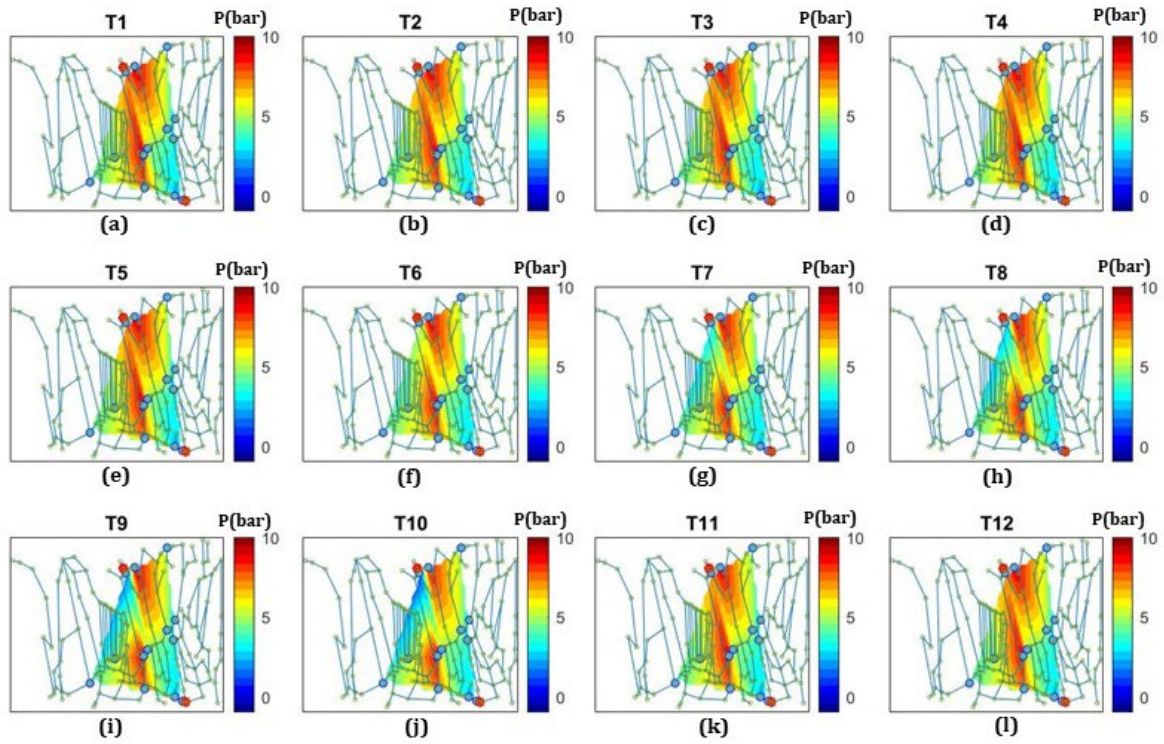 T1 P(bar) T2 P(bar) T3 P(bar) T4 P(bar)
10 10 10 10
5 5 5 5
0 0 0 0
(a) (b) (c) (d)
T5 P(bar) T6 P(bar) T7 P(bar) T8 P(bar)
10 10 10 10
5 5 5 5
0 0 0 0
(e) (f) (g) (h)
T9 P(bar) T10 P(bar) T11 P(bar) T12 P(bar)
10 10 10 10
5 5 5 5
0 0 0 0
(i) (j) (k) (l)